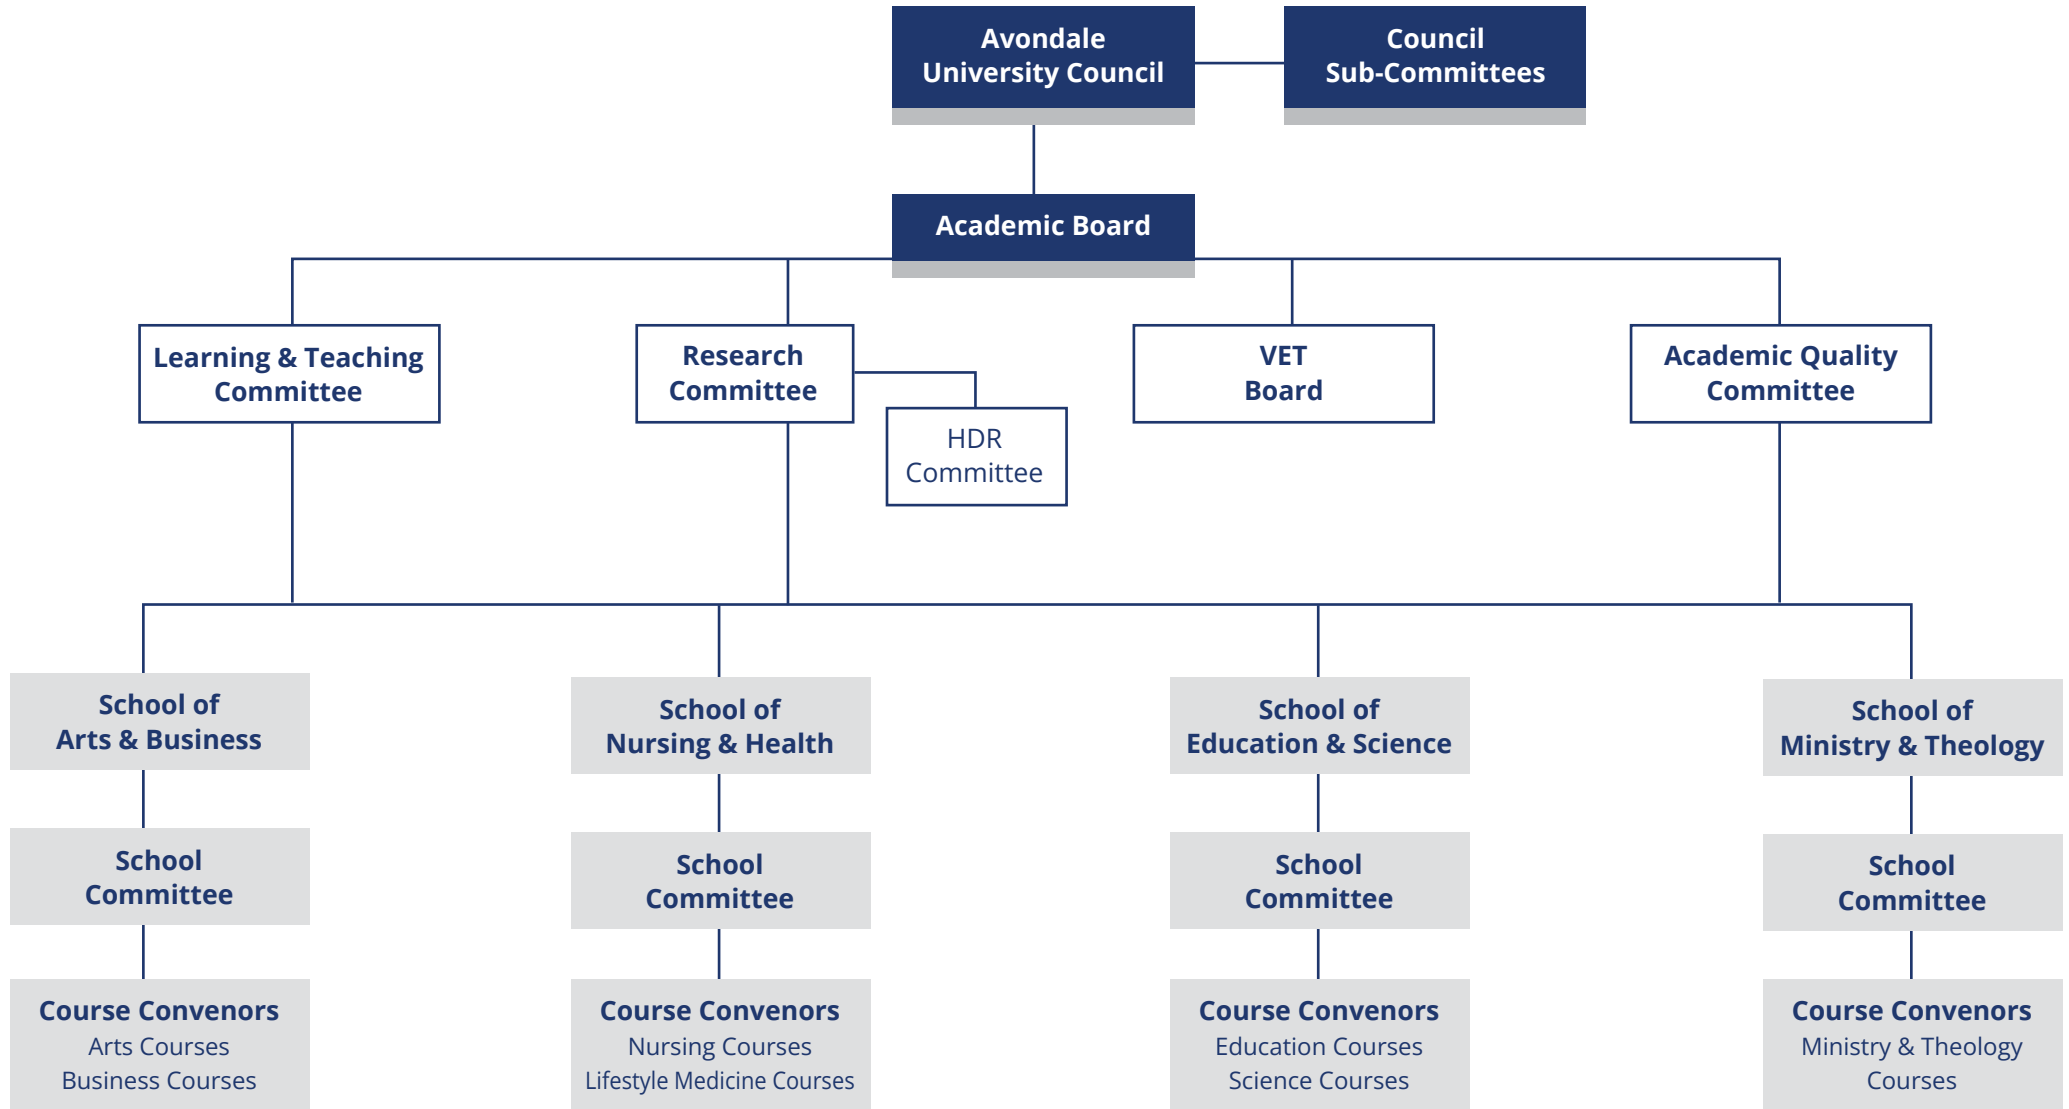 Avondale
University Council
Council
Sub-Committees
Academic Board
Learning & Teaching
Committee
Research
Committee
HDR
Committee
VET
Board
Academic Quality
Committee
School of
Arts & Business
School
Committee
Course Convenors
Arts Courses
Business Courses
School of
Nursing & Health
School
Committee
Course Convenors
Nursing Courses
Lifestyle Medicine Courses
School of
Education & Science
School
Committee
Course Convenors
Education Courses
Science Courses
School of
Ministry & Theology
School
Committee
Course Convenors
Ministry & Theology
Courses